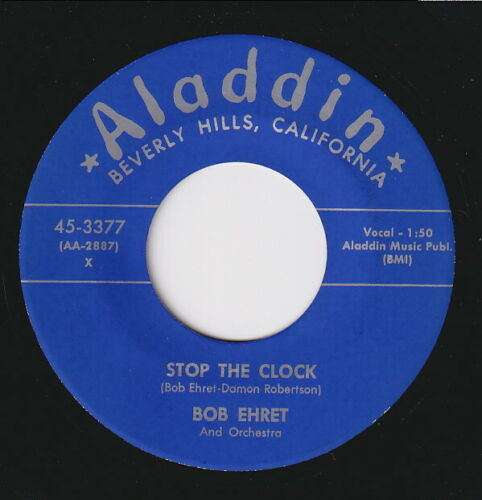 ★Aladdin★
BEVERLY HILLS, CALIFORNIA
45-3377
(AA-2887)
X
Vocal - 1:50
Aladdin Music Publ.
(BMI)
STOP THE CLOCK
(Bob Ehret-Damon Robertson)
BOB EHRET
And Orchestra